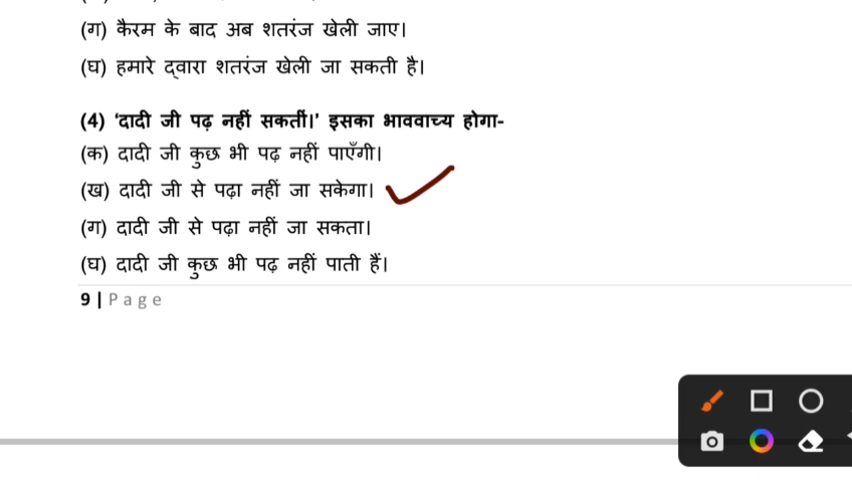 (ग) कैरम के बाद अब शतरंज खेली जाए।
(घ) हमारे द्वारा शतरंज खेली जा सकती है।
(4) 'दादी जी पढ़ नहीं सकतीं।' इसका भाववाच्य होगा-
(क) दादी जी कुछ भी पढ़ नहीं पाएँगी।
(ख) दादी जी से पढ़ा नहीं जा सकेगा।
(ग) दादी जी से पढ़ा नहीं जा सकता।
(घ) दादी जी कुछ भी पढ़ नहीं पाती हैं।
9 | Page